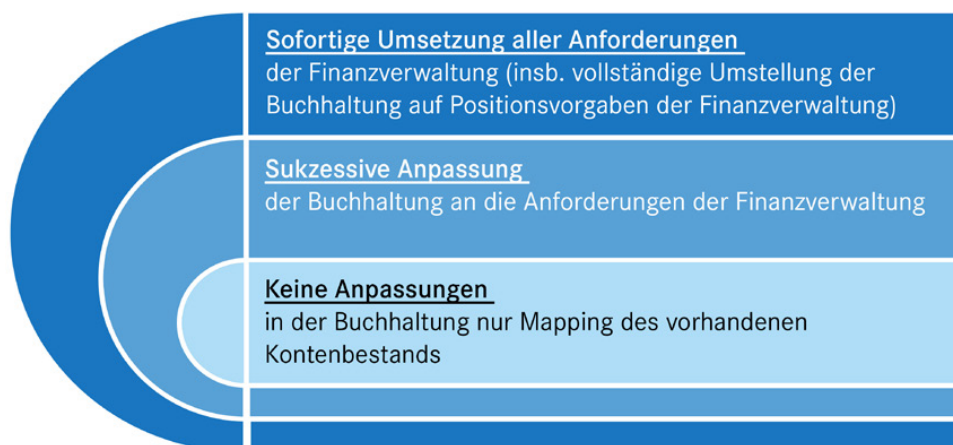 Sofortige Umsetzung aller Anforderungen
der Finanzverwaltung (insb. vollständige Umstellung der
Buchhaltung auf Positionsvorgaben der Finanzverwaltung)
Sukzessive Anpassung
der Buchhaltung an die Anforderungen der Finanzverwaltung
Keine Anpassungen
in der Buchhaltung nur Mapping des vorhandenen
Kontenbestands